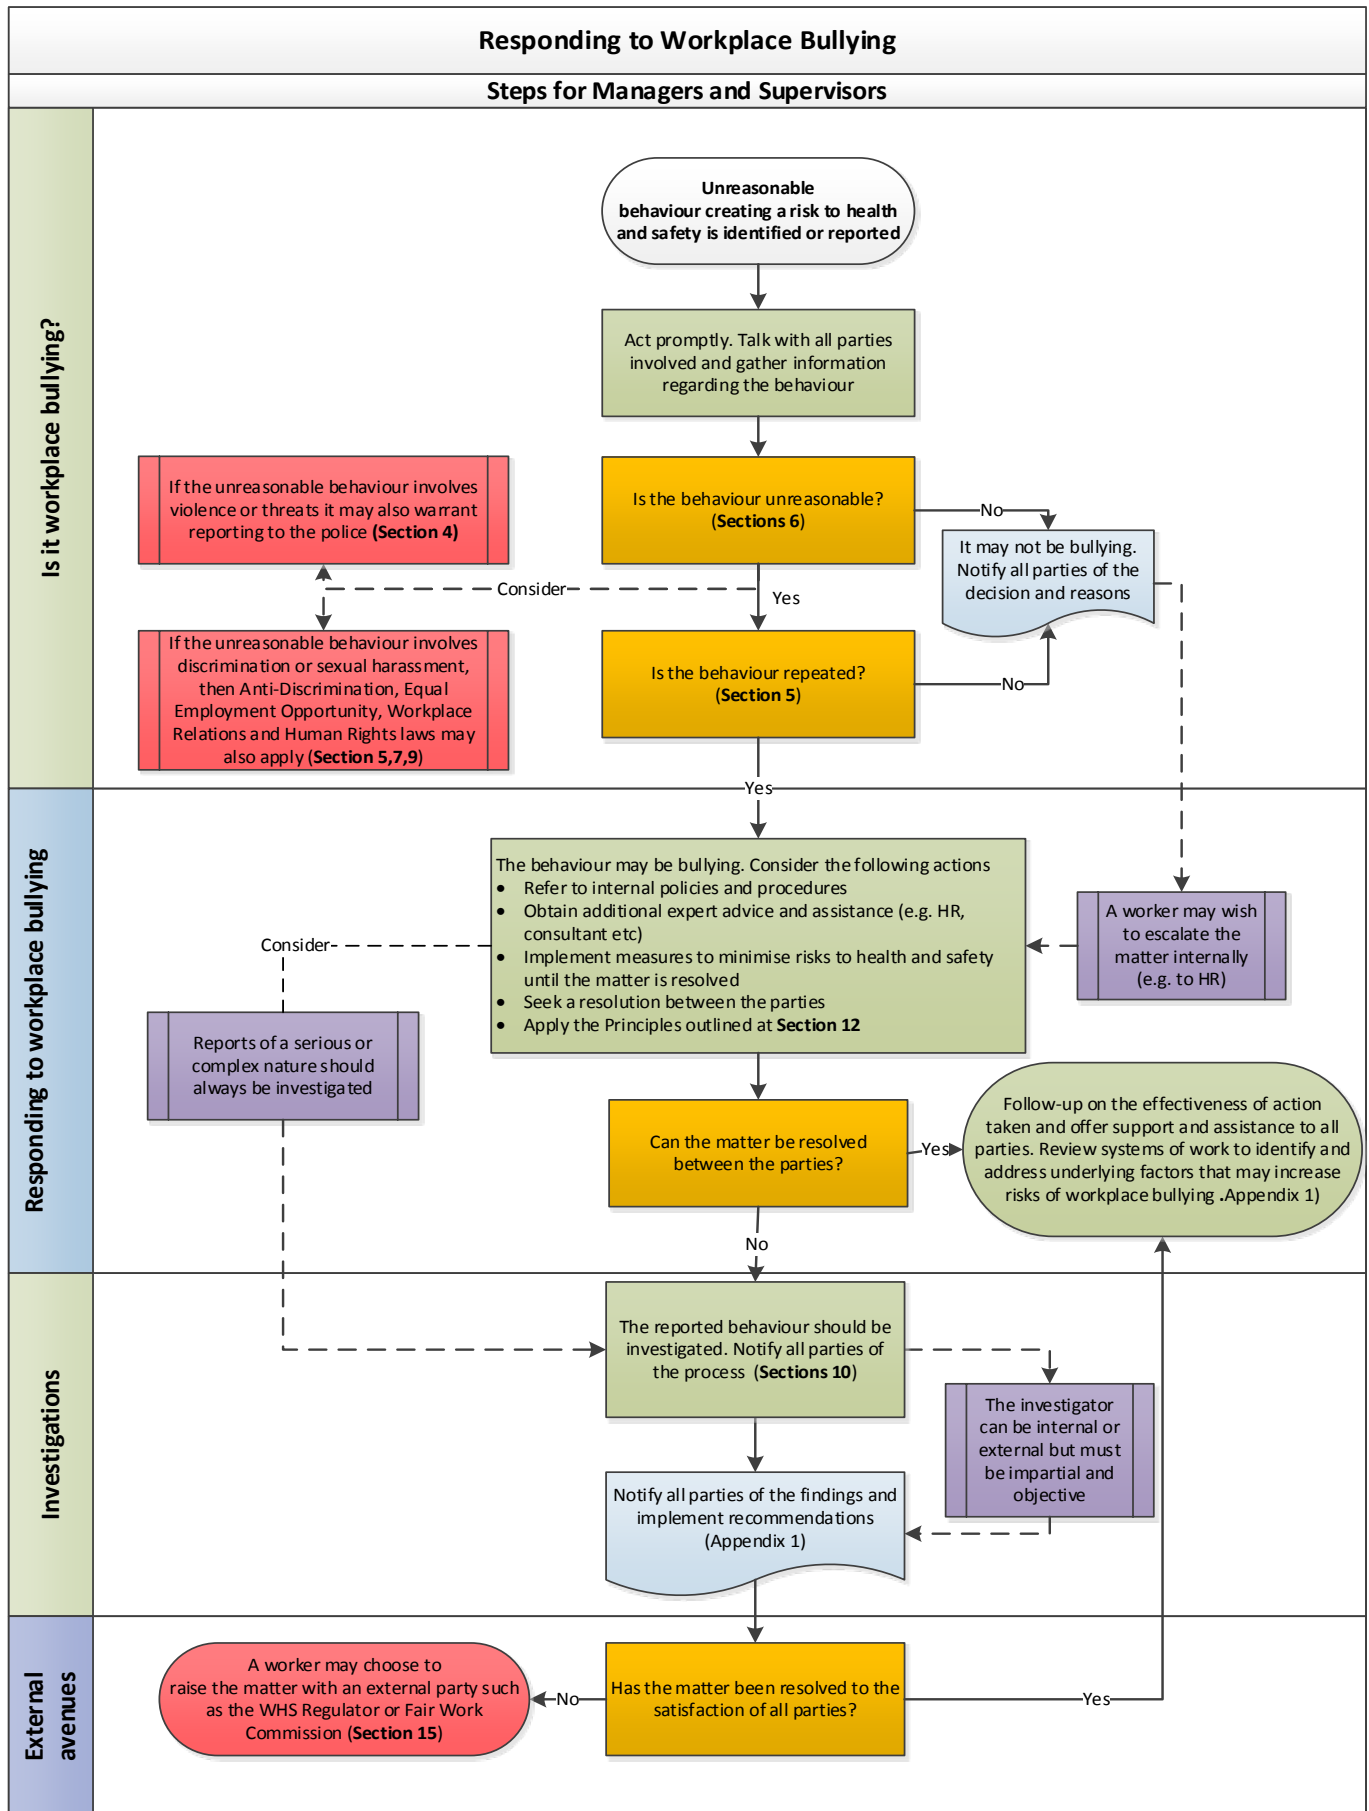 Responding to Workplace Bullying
Steps for Managers and Supervisors
Is it workplace bullying?
Unreasonable
behaviour creating a risk to health
and safety is identified or reported
Act promptly. Talk with all parties
involved and gather information
regarding the behaviour
If the unreasonable behaviour involves
violence or threats it may also warrant
reporting to the police (Section 4)
Is the behaviour unreasonable?
(Sections 6)
No
It may not be bullying.
Notify all parties of the
decision and reasons
Consider
Yes
If the unreasonable behaviour involves
discrimination or sexual harassment,
then Anti-Discrimination, Equal
Employment Opportunity, Workplace
Relations and Human Rights laws may
also apply (Section 5,7,9)
Is the behaviour repeated?
(Section 5)
No
Yes
Responding to workplace bullying
The behaviour may be bullying. Consider the following actions
• Refer to internal policies and procedures
• Obtain additional expert advice and assistance (e.g. HR,
consultant etc)
• Implement measures to minimise risks to health and safety
until the matter is resolved
• Seek a resolution between the parties
• Apply the Principles outlined at Section 12
A worker may wish
to escalate the
matter internally
(e.g. to HR)
Consider
Reports of a serious or
complex nature should
always be investigated
Can the matter be resolved
between the parties?
Yes
Follow-up on the effectiveness of action
taken and offer support and assistance to all
parties. Review systems of work to identify and
address underlying factors that may increase
risks of workplace bullying .Appendix 1)
No
Investigations
The reported behaviour should be
investigated. Notify all parties of
the process (Sections 10)
The investigator
can be internal or
external but must
be impartial and
objective
Notify all parties of the findings and
implement recommendations
(Appendix 1)
External
avenues
A worker may choose to
raise the matter with an external party such
as the WHS Regulator or Fair Work
Commission (Section 15)
No
Has the matter been resolved to the
satisfaction of all parties?
Yes